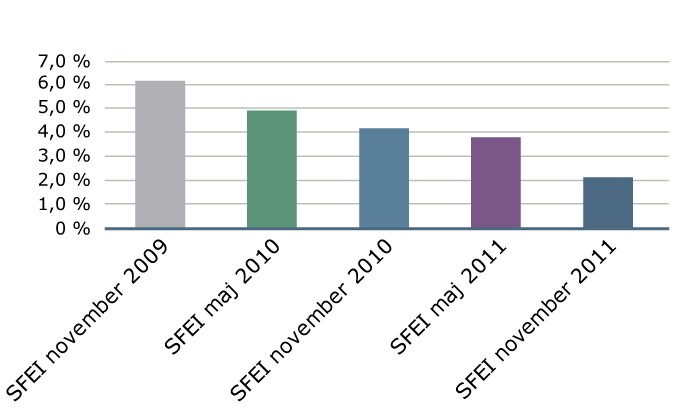 7,0 %
6,0 %
5,0 %
4,0 %
3,0 %
2,0 %
1,0 %
0 %
SFEI november 2009
SFEI maj 2010
SFEI november 2010
SFEI maj 2011
SFEI november 2011